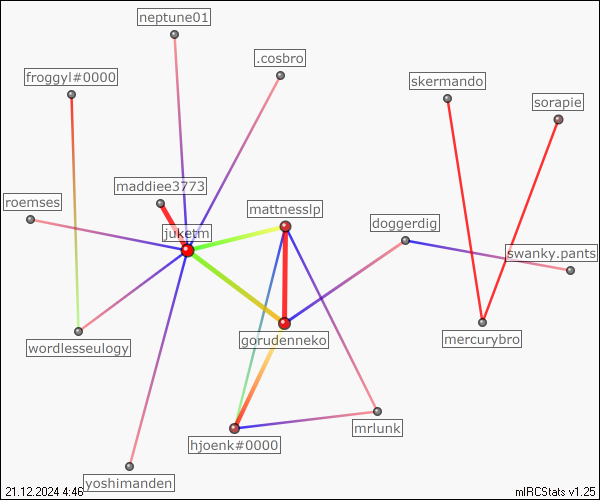 neptune01
.cosbro
froggyl#0000
skermando
sorapie
maddiee3773
roemses
mattnesslp
doggerdig
juketm
swanky.pants
gorudenneko
mercurybro
wordlesseulogy
mrlunk
hjoenk#0000
yoshimanden
21.12.2024 4:46
mIRCStats v1.25